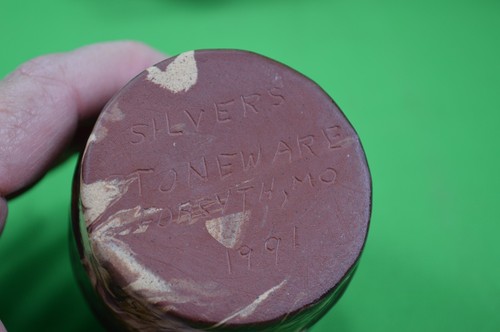 SILVERS
TONEWARE
FORSYTH, MO
1991